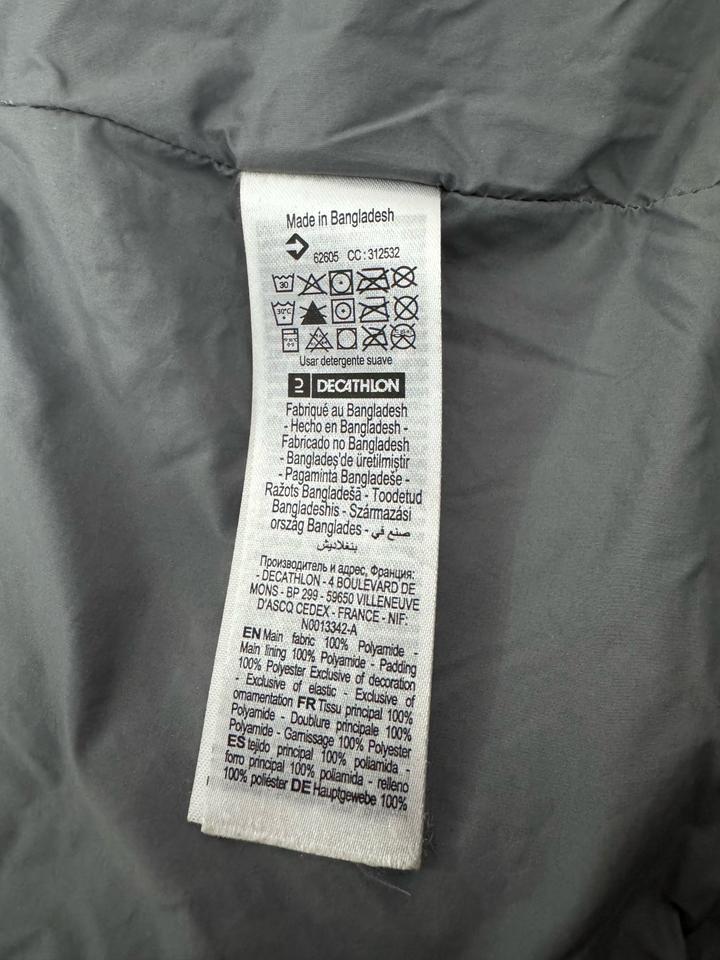 Made in Bangladesh
62605 CC : 312532
30
30°C
Usar detergente suave
DECATHLON
Fabriqué au Bangladesh
- Hecho en Bangladesh -
Fabricado no Bangladesh
- Bangladeş'de üretilmiştir
- Pagaminta Bangladeše -
Ražots Bangladešā - Toodetud
Bangladeshis - Származási
ország Banglades - صنع في
بنغلاديش
Производитель и адрес, Франция:
- DECATHLON - 4 BOULEVARD DE
MONS - BP 299 - 59650 VILLENEUVE
D'ASCQ CEDEX - FRANCE - NIF:
N0013342-A
EN Main fabric 100% Polyamide -
Main lining 100% Polyamide - Padding
100% Polyester Exclusive of decoration
- Exclusive of elastic - Exclusive of
ornamentation FR Tissu principal 100%
Polyamide - Doublure principale 100%
Polyamide - Garnissage 100% Polyester
ES tejido principal 100% poliamida -
forro principal 100% poliamida - relleno
100% poliéster DE Hauptgewebe 100%